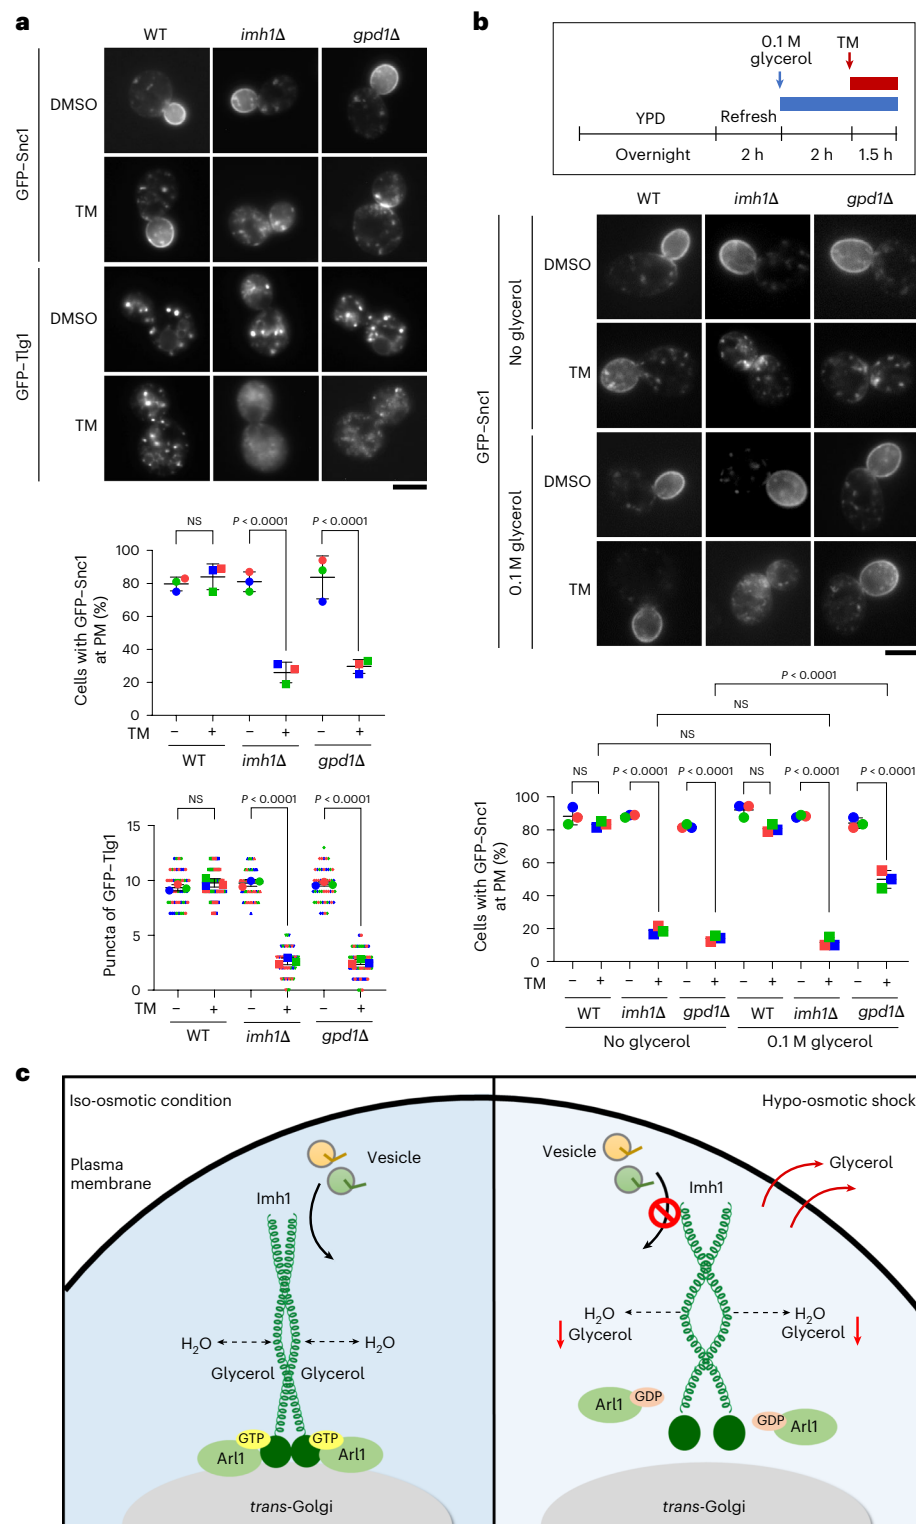 a
WT imh1Δ gpd1Δ
GFP–Snc1
DMSO
TM
GFP–Tlg1
DMSO
TM
NS P < 0.0001 P < 0.0001
Cells with GFP–Snc1
at PM (%)
100
80
60
40
20
0
TM − + − + − +
WT imh1Δ gpd1Δ
NS P < 0.0001 P < 0.0001
Puncta of GFP–Tlg1
15
10
5
0
TM − + − + − +
WT imh1Δ gpd1Δ
b
0.1 M
glycerol
TM
YPD Refresh
Overnight 2 h 2 h 1.5 h
WT imh1Δ gpd1Δ
GFP–Snc1
No glycerol
DMSO
TM
0.1 M glycerol
DMSO
TM
P < 0.0001
NS
NS
NS P < 0.0001 P < 0.0001 NS P < 0.0001 P < 0.0001
Cells with GFP–Snc1
at PM (%)
100
80
60
40
20
0
TM − + − + − + − + − + − +
WT imh1Δ gpd1Δ WT imh1Δ gpd1Δ
No glycerol 0.1 M glycerol
c
Iso-osmotic condition
Plasma
membrane
Vesicle
Imh1
H2O H2O
Glycerol Glycerol
GTP GTP
Arl1 Arl1
trans-Golgi
Hypo-osmotic shock
Vesicle
Glycerol
Imh1
H2O H2O
Glycerol Glycerol
GDP
Arl1
GDP
Arl1
trans-Golgi